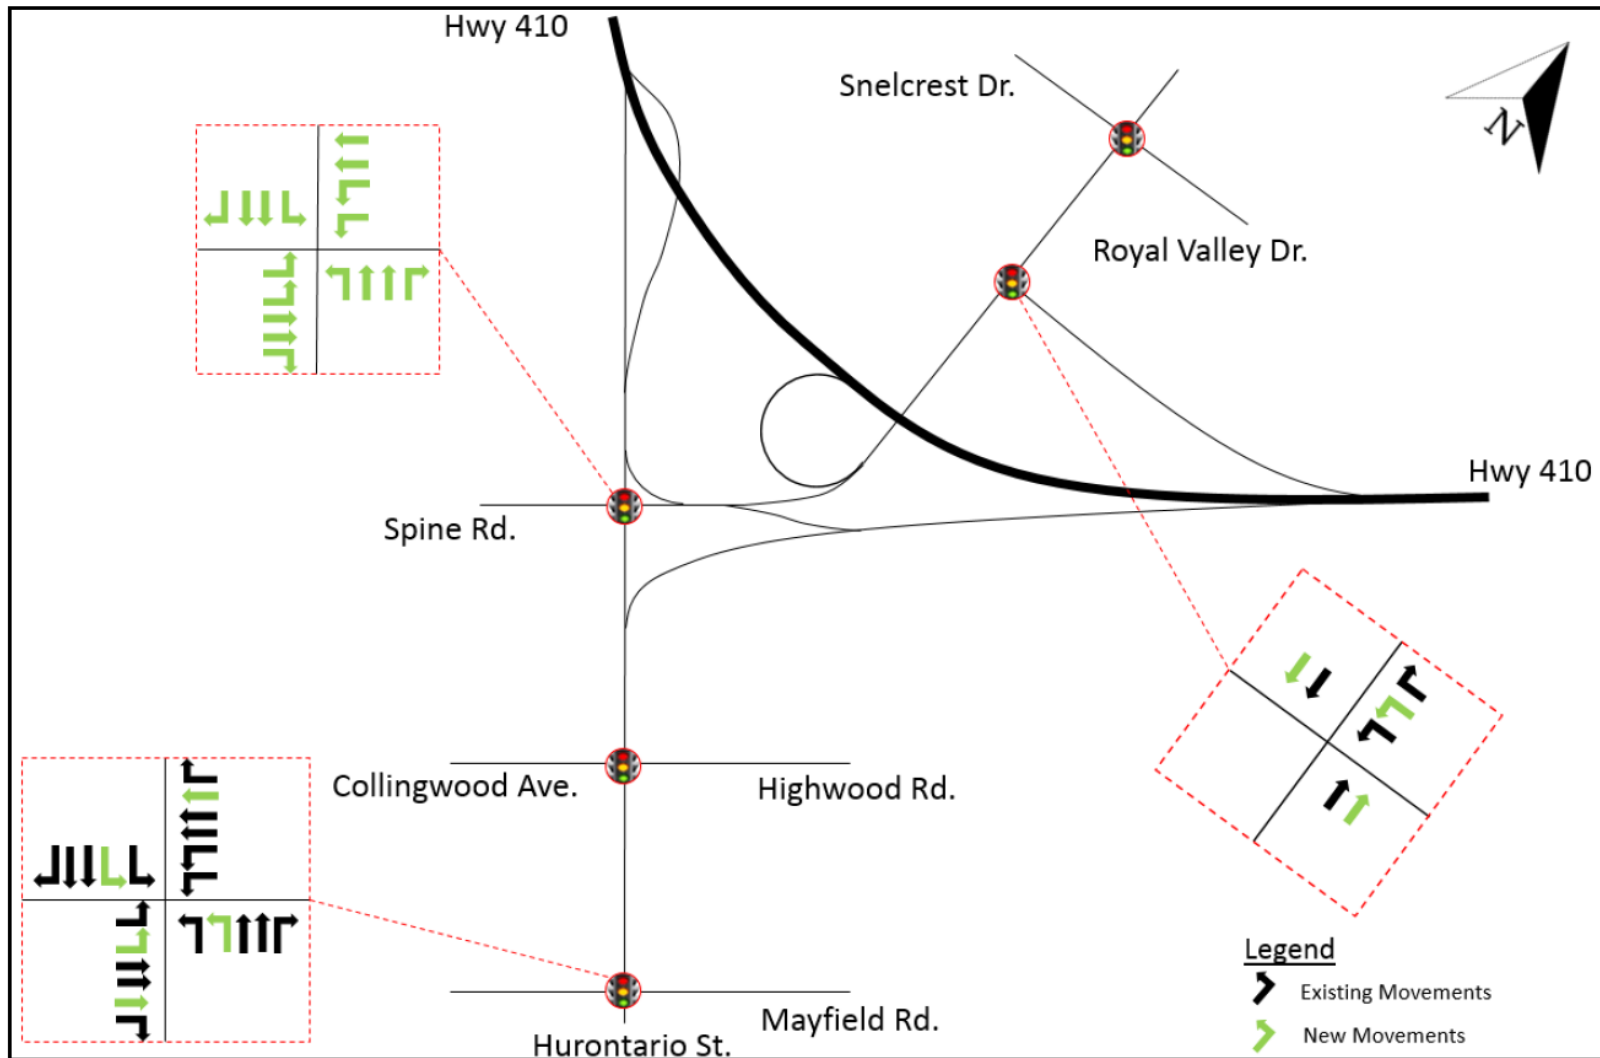 Hwy 410
Snelcrest Dr.
N
Royal Valley Dr.
Hwy 410
Spine Rd.
Collingwood Ave.
Highwood Rd.
Mayfield Rd.
Hurontario St.
Legend
Existing Movements
New Movements